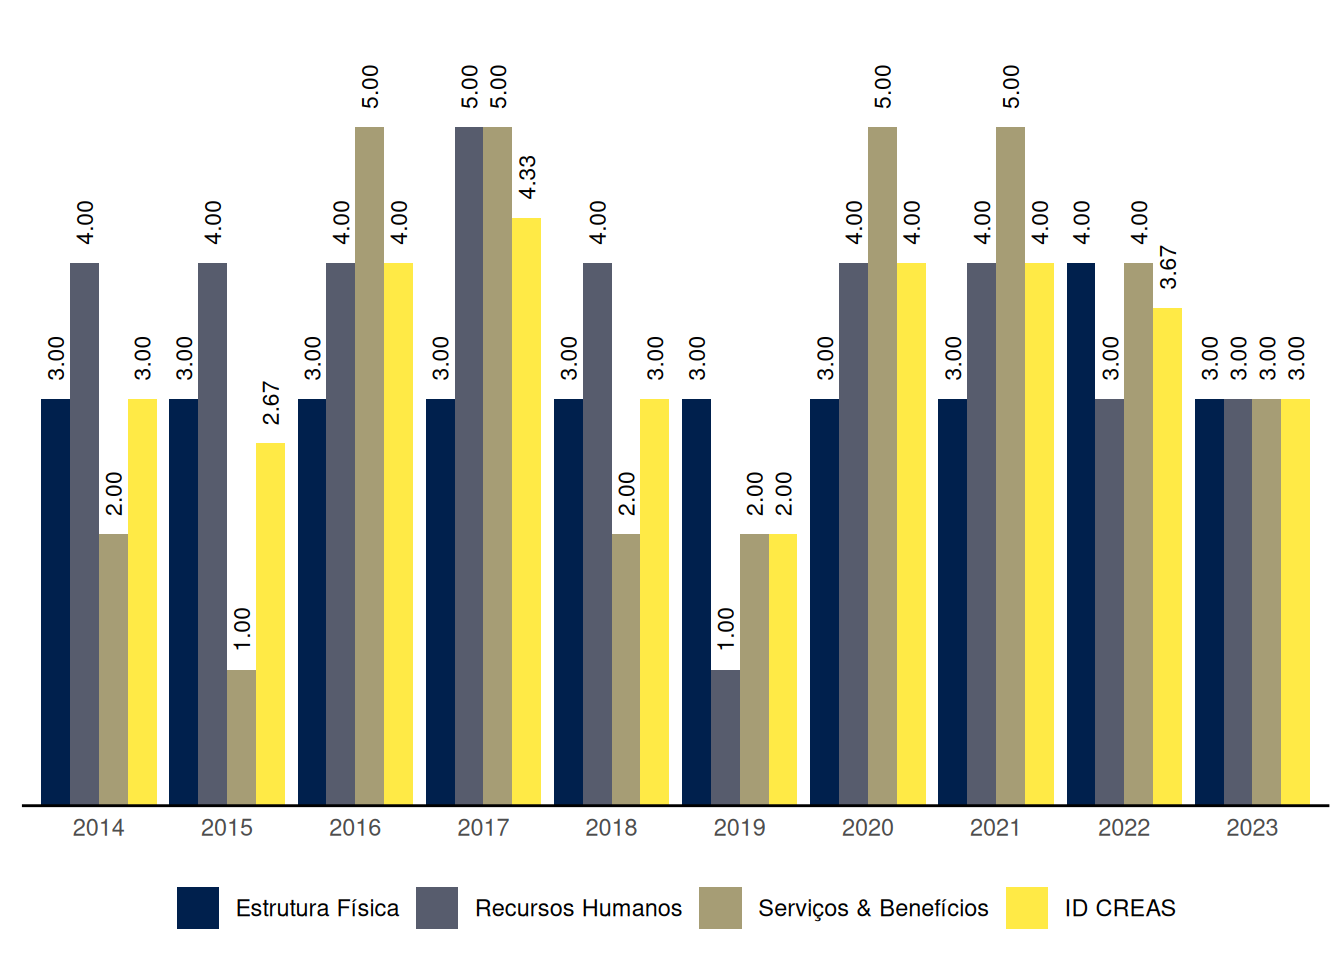 5.00 5.00 5.00 5.00 5.00
4.33
4.00 4.00 4.00 4.00 4.00 4.00 4.00 4.00 4.00 4.00 4.00
3.67
3.00 3.00 3.00 3.00 3.00 3.00 3.00 3.00 3.00 3.00 3.00 3.00 3.00 3.00 3.00
2.67
2.00 2.00 2.00 2.00
1.00 1.00
2014 2015 2016 2017 2018 2019 2020 2021 2022 2023
Estrutura Física Recursos Humanos Serviços & Benefícios ID CREAS